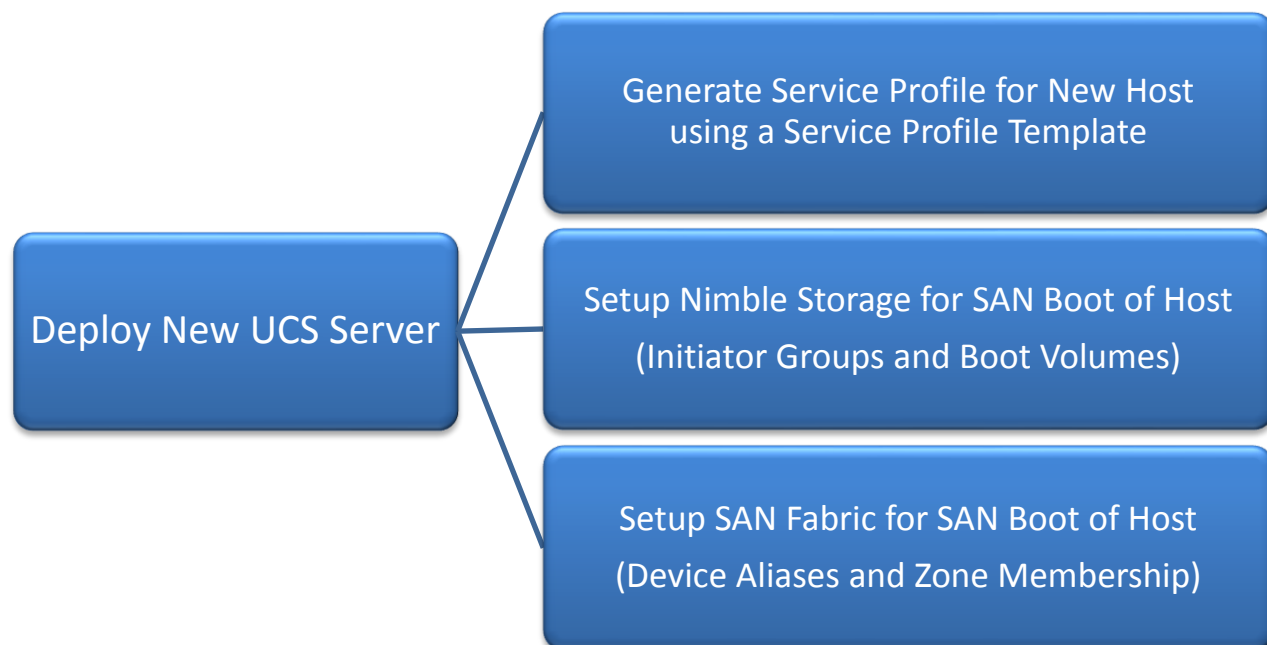 Generate Service Profile for New Host
using a Service Profile Template
Deploy New UCS Server
Setup Nimble Storage for SAN Boot of Host
(Initiator Groups and Boot Volumes)
Setup SAN Fabric for SAN Boot of Host
(Device Aliases and Zone Membership)